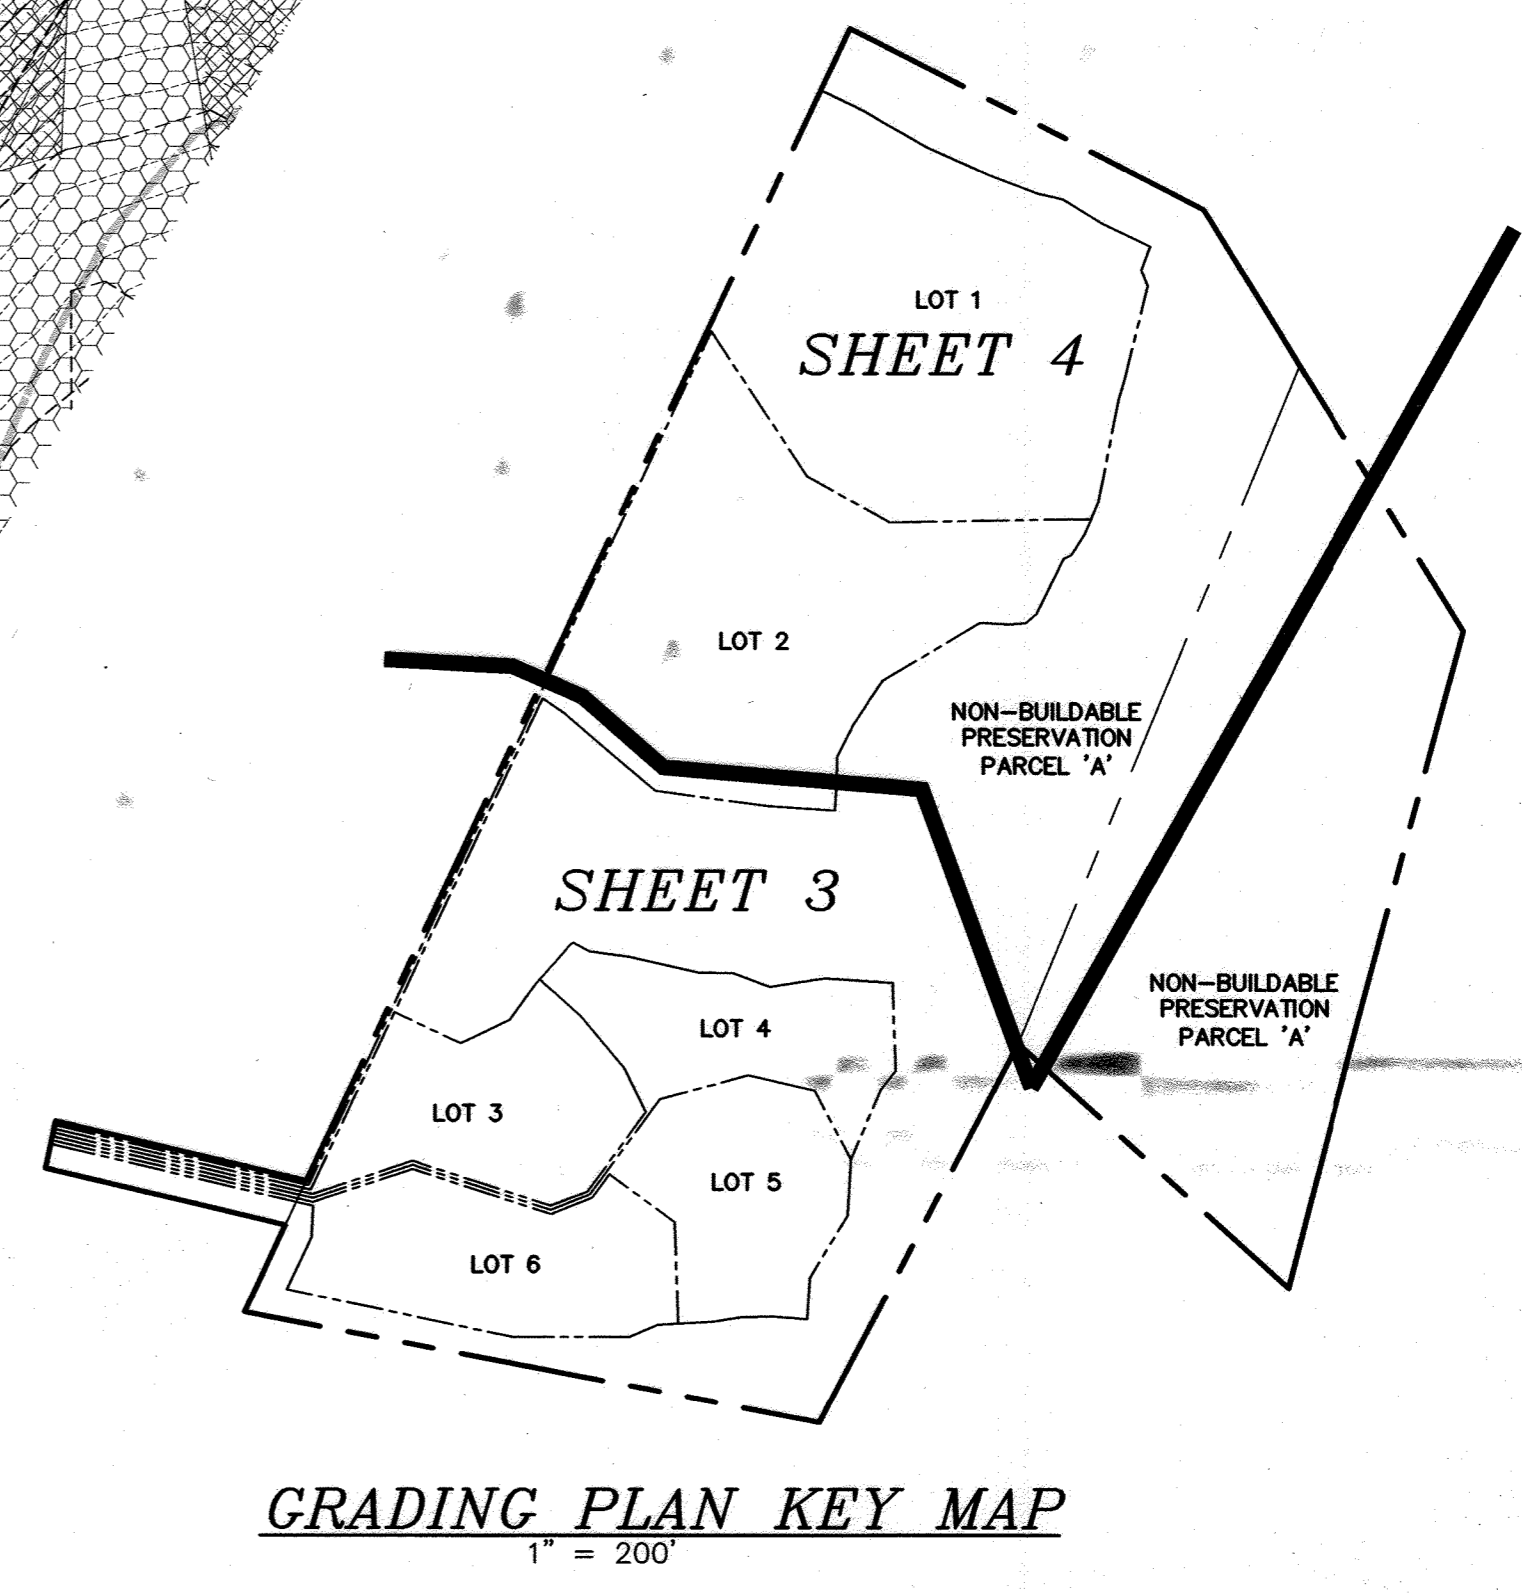 LOT 1
SHEET 4
LOT 2
NON-BUILDABLE
PRESERVATION
PARCEL 'A'
SHEET 3
NON-BUILDABLE
PRESERVATION
PARCEL 'A'
LOT 4
LOT 3
LOT 5
LOT 6
GRADING PLAN KEY MAP
1" = 200'